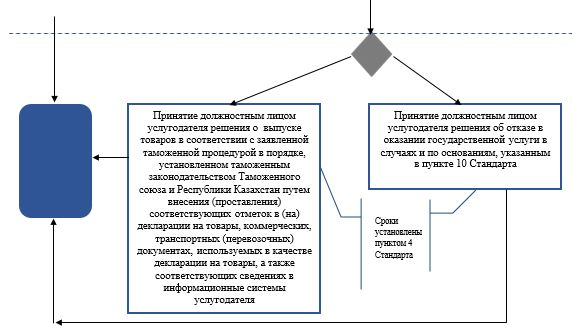 Принятие должностным лицом
услугодателя решения о выпуске
товаров в соответствии с заявленной
таможенной процедурой в порядке,
установленном таможенным
законодательством Таможенного
союза и Республики Казахстан путем
внесения (проставления)
соответствующих отметок в (на)
декларации на товары, коммерческих,
транспортных (перевозочных)
документах, используемых в качестве
декларации на товары, а также
соответствующих сведениях в
информационные системы
услугодателя
Принятие должностным лицом
услугодателя решения об отказе в
оказании государственной услуги в
случаях и по основаниям, указанным
в пункте 10 Стандарта
Сроки
установлены
пунктом 4
Стандарта